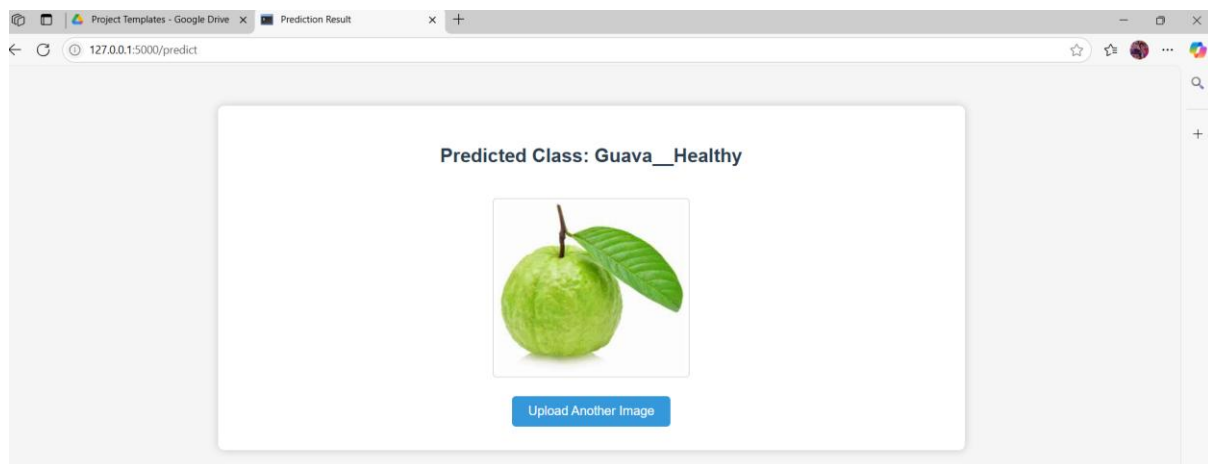 Project Templates - Google Drive
Prediction Result
127.0.0.1:5000/predict
Predicted Class: Guava__Healthy
Upload Another Image